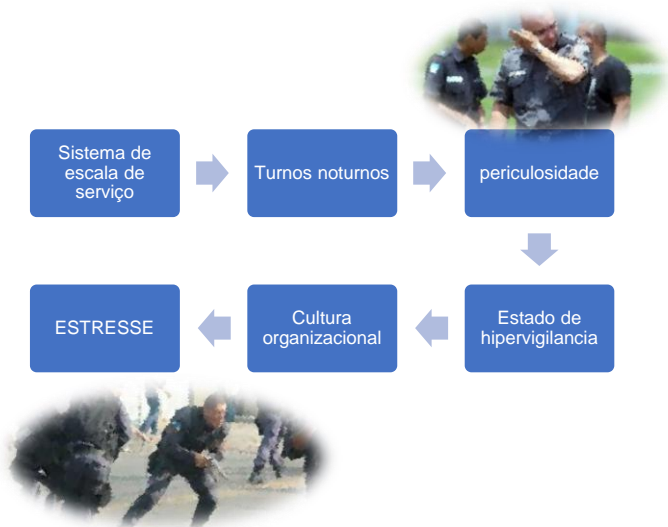 Sistema de
escala de
serviço
Turnos noturnos
periculosidade
Estado de
hipervigilancia
Cultura
organizacional
ESTRESSE